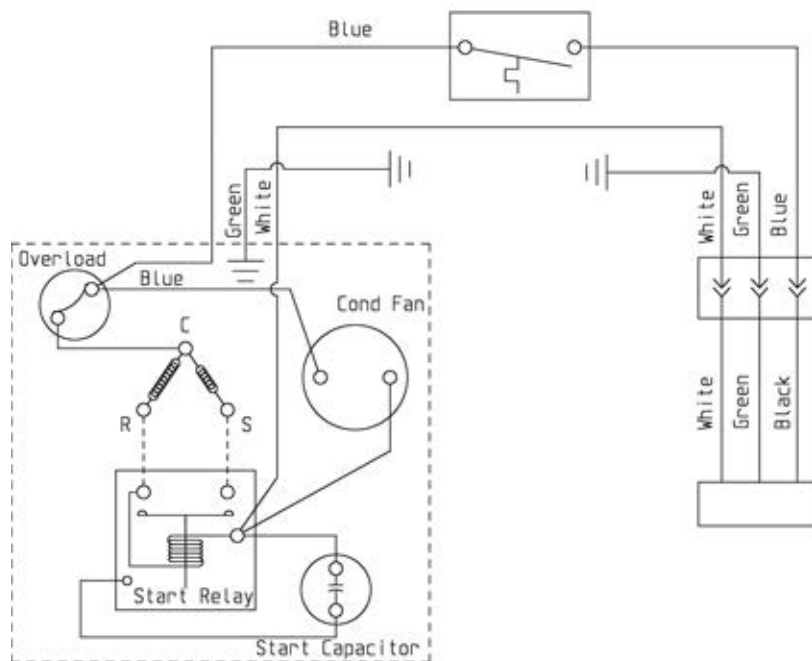 Blue
Green
White
White
Green
Blue
Overload
Blue
Cond Fan
C
R
S
White
Green
Black
Start Relay
Start Capacitor